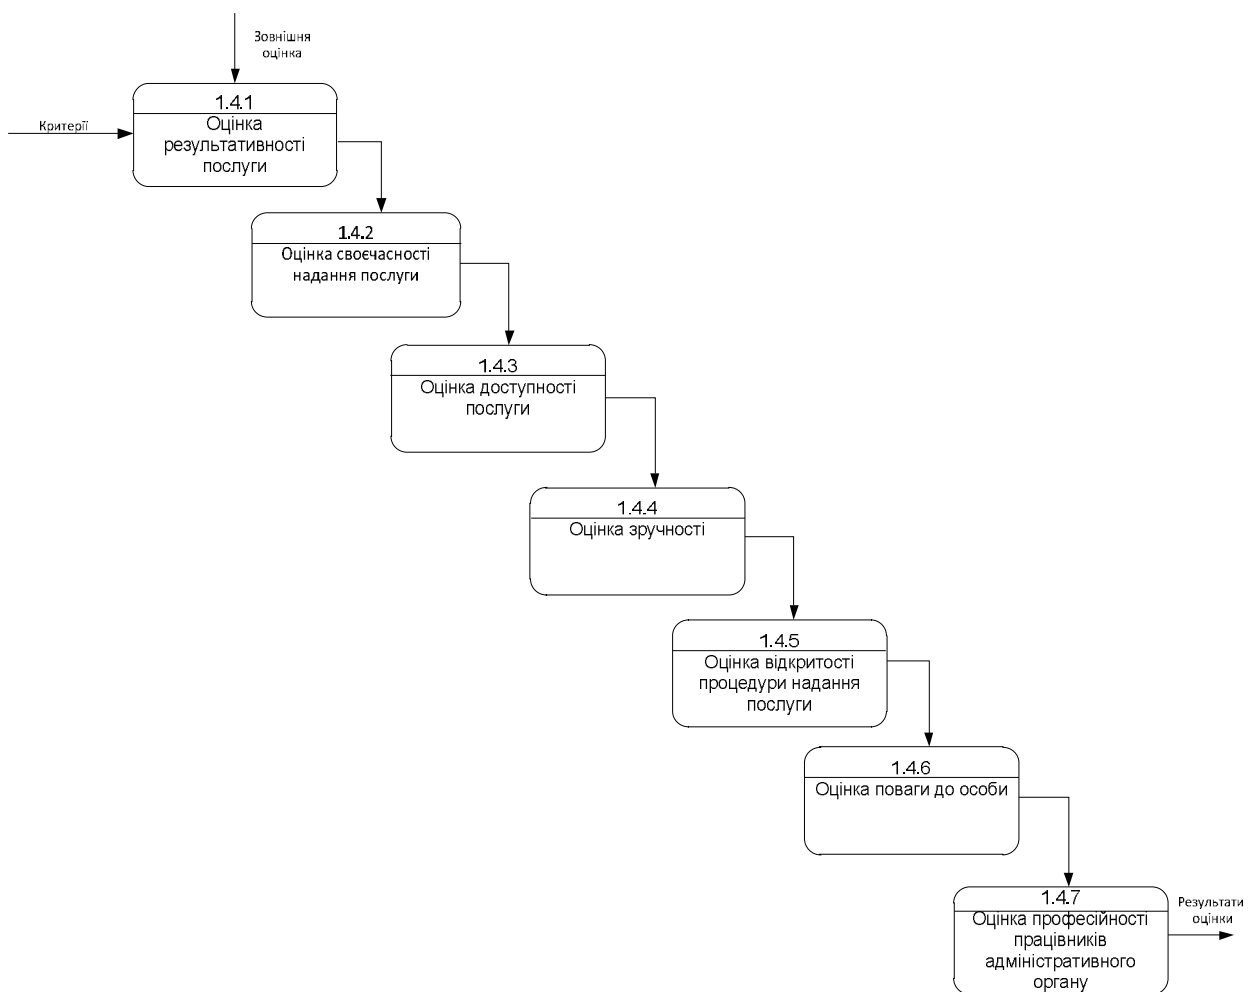 Зовнішня
оцінка
Критерії
1.4.1
Оцінка
результативності
послуги
1.4.2
Оцінка своєчасності
надання послуги
1.4.3
Оцінка доступності
послуги
1.4.4
Оцінка зручності
1.4.5
Оцінка відкритості
процедури надання
послуги
1.4.6
Оцінка поваги до особи
1.4.7
Оцінка професійності
працівників
адміністративного
органу
Результати
оцінки